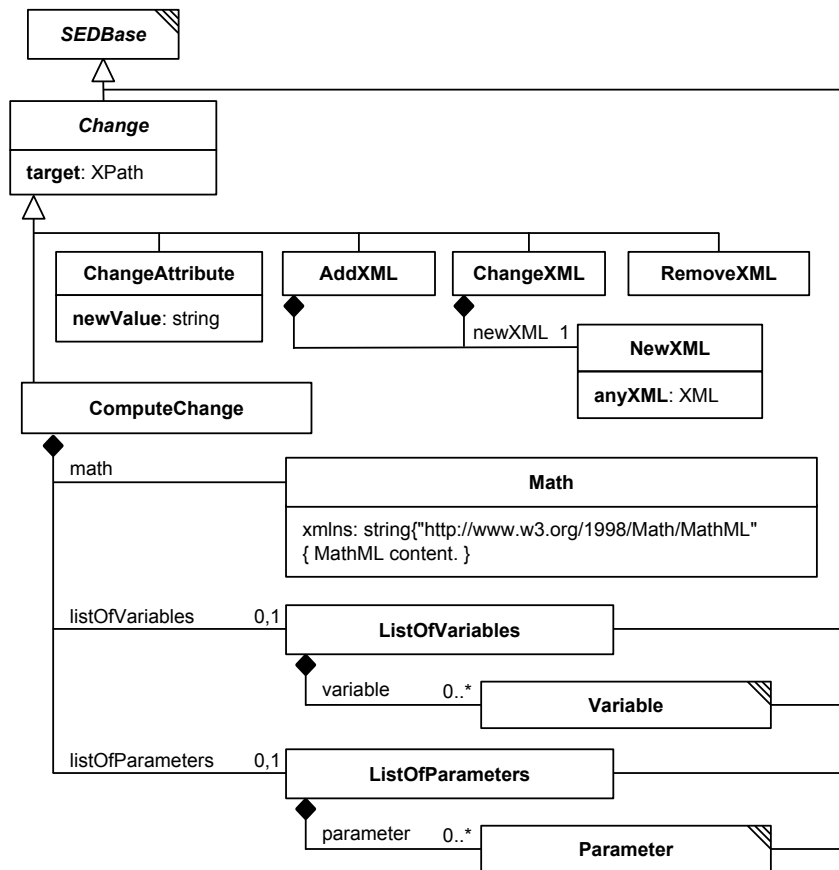 SEDBase
Change
target: XPath
ChangeAttribute
newValue: string
AddXML
ChangeXML
RemoveXML
newXML 1
NewXML
anyXML: XML
ComputeChange
math
Math
xmlns: string{"http://www.w3.org/1998/Math/MathML"
{ MathML content. }
listOfVariables 0,1
ListOfVariables
variable 0..*
Variable
listOfParameters 0,1
ListOfParameters
parameter 0..*
Parameter